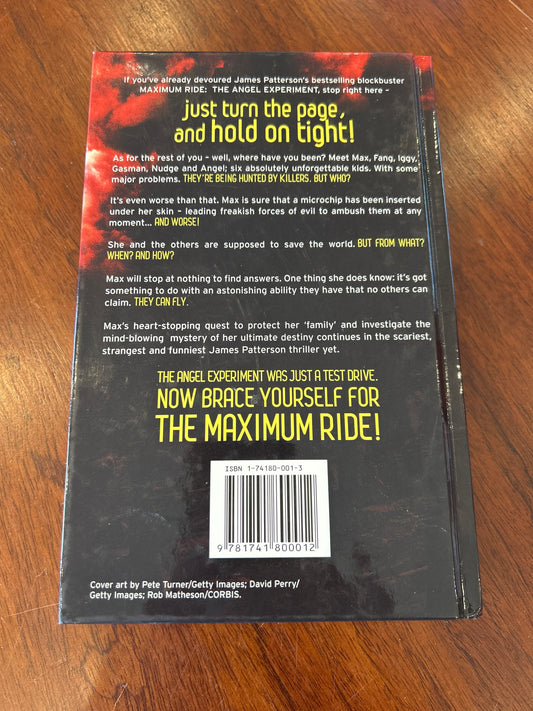 If you've already devoured James Patterson's bestselling blockbuster
MAXIMUM RIDE: THE ANGEL EXPERIMENT, stop right here –
just turn the page,
and hold on tight!
As for the rest of you – well, where have you been? Meet Max, Fang, Iggy,
Gasman, Nudge and Angel; six absolutely unforgettable kids. With some
major problems. THEY'RE BEING HUNTED BY KILLERS. BUT WHO?
It's even worse than that. Max is sure that a microchip has been inserted
under her skin – leading freakish forces of evil to ambush them at any
moment... AND WORSE!
She and the others are supposed to save the world. BUT FROM WHAT?
WHEN? AND HOW?
Max will stop at nothing to find answers. One thing she does know: it's got
something to do with an astonishing ability they have that no others can
claim. THEY CAN FLY.
Max's heart-stopping quest to protect her 'family' and investigate the
mind-blowing mystery of her ultimate destiny continues in the scariest,
strangest and funniest James Patterson thriller yet.
THE ANGEL EXPERIMENT WAS JUST A TEST DRIVE.
NOW BRACE YOURSELF FOR
THE MAXIMUM RIDE!
ISBN 1-74180-001-3
9 781741 800012
Cover art by Pete Turner/Getty Images; David Perry/
Getty Images; Rob Matheson/CORBIS.